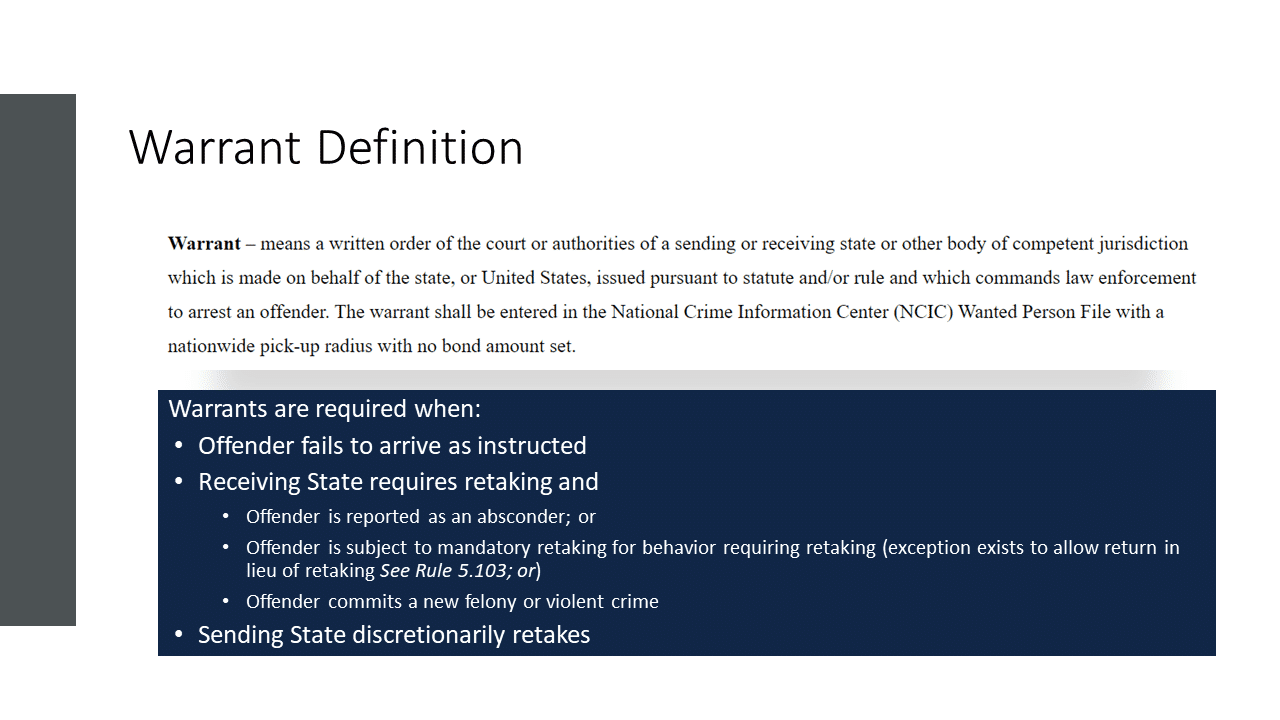 Warrant Definition
Warrant – means a written order of the court or authorities of a sending or receiving state or other body of competent jurisdiction
which is made on behalf of the state, or United States, issued pursuant to statute and/or rule and which commands law enforcement
to arrest an offender. The warrant shall be entered in the National Crime Information Center (NCIC) Wanted Person File with a
nationwide pick-up radius with no bond amount set.
Warrants are required when:
• Offender fails to arrive as instructed
• Receiving State requires retaking and
• Offender is reported as an absconder; or
• Offender is subject to mandatory retaking for behavior requiring retaking (exception exists to allow return in
lieu of retaking See Rule 5.103; or)
• Offender commits a new felony or violent crime
• Sending State discretionarily retakes